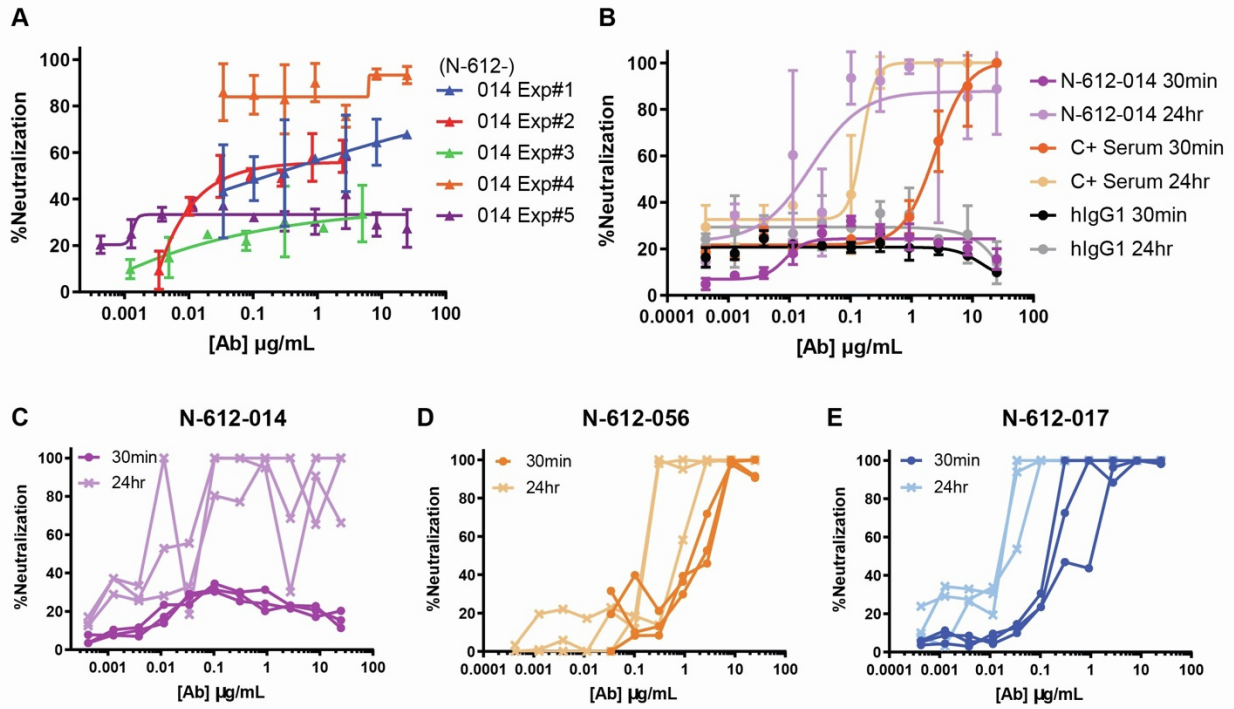 A
%Neutralization
100
80
60
40
20
0
0.001
0.01
0.1
1
10
100
[Ab] µg/mL
(N-612-)
014 Exp#1
014 Exp#2
014 Exp#3
014 Exp#4
014 Exp#5
B
%Neutralization
100
80
60
40
20
0
0.0001
0.001
0.01
0.1
1
10
100
[Ab] µg/mL
N-612-014 30min
N-612-014 24hr
C+ Serum 30min
C+ Serum 24hr
hIgG1 30min
hIgG1 24hr
C
N-612-014
%Neutralization
100
80
60
40
20
0
30min
24hr
0.001
0.01
0.1
1
10
100
[Ab] µg/mL
D
N-612-056
%Neutralization
100
80
60
40
20
0
30min
24hr
0.0001
0.001
0.01
0.1
1
10
100
[Ab] µg/mL
E
N-612-017
%Neutralization
100
80
60
40
20
0
30min
24hr
0.0001
0.001
0.01
0.1
1
10
100
[Ab] µg/mL